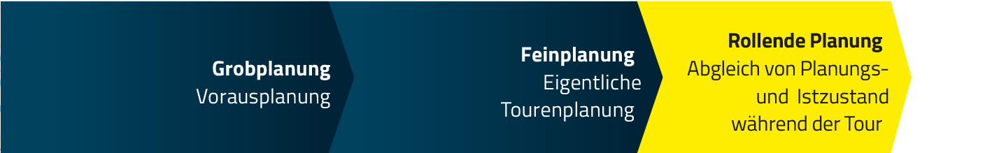 Grobplanung
Vorausplanung
Feinplanung
Eigentliche
Tourenplanung
Rollende Planung
Abgleich von Planungs-
und Istzustand
während der Tour